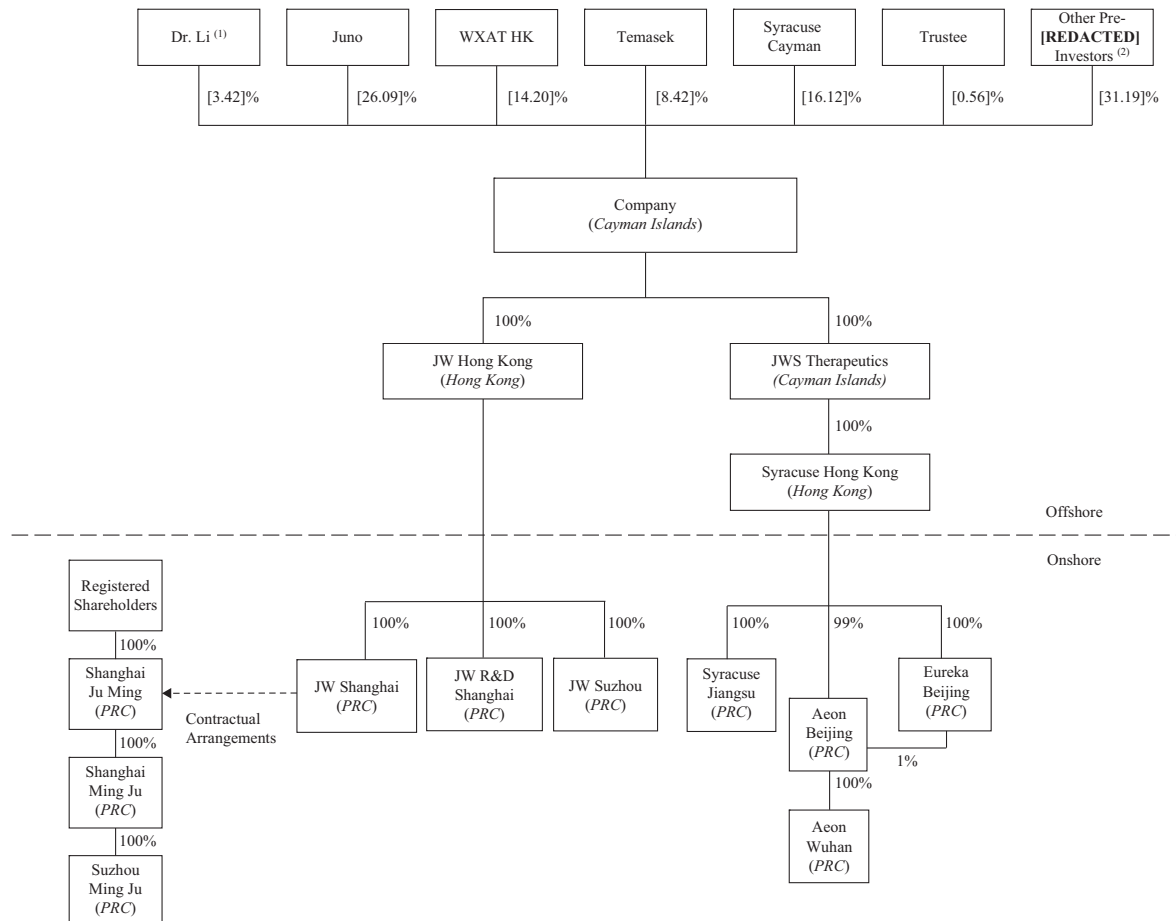 Dr. Li (1)
Juno
WXAT HK
Temasek
Syracuse
Cayman
Trustee
Other Pre-
[REDACTED]
Investors (2)
[3.42]%
[26.09]%
[14.20]%
[8.42]%
[16.12]%
[0.56]%
[31.19]%
Company
(Cayman Islands)
100%
100%
JW Hong Kong
(Hong Kong)
JWS Therapeutics
(Cayman Islands)
100%
Syracuse Hong Kong
(Hong Kong)
Offshore
Onshore
Registered
Shareholders
100%
100%
100%
100%
100%
99%
100%
Shanghai
Ju Ming
(PRC)
Contractual
Arrangements
JW Shanghai
(PRC)
JW R&D
Shanghai
(PRC)
JW Suzhou
(PRC)
Syracuse
Jiangsu
(PRC)
Aeon
Beijing
(PRC)
Eureka
Beijing
(PRC)
1%
100%
Shanghai
Ming Ju
(PRC)
100%
Aeon
Wuhan
(PRC)
100%
Suzhou
Ming Ju
(PRC)